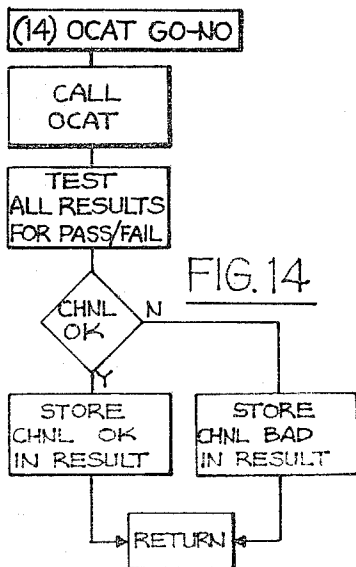 (14) OCAT GO-NO
CALL
OCAT
TEST
ALL RESULTS
FOR PASS/FAIL
FIG. 14
CHNL
OK
N
Y
STORE
CHNL OK
IN RESULT
STORE
CHNL BAD
IN RESULT
RETURN